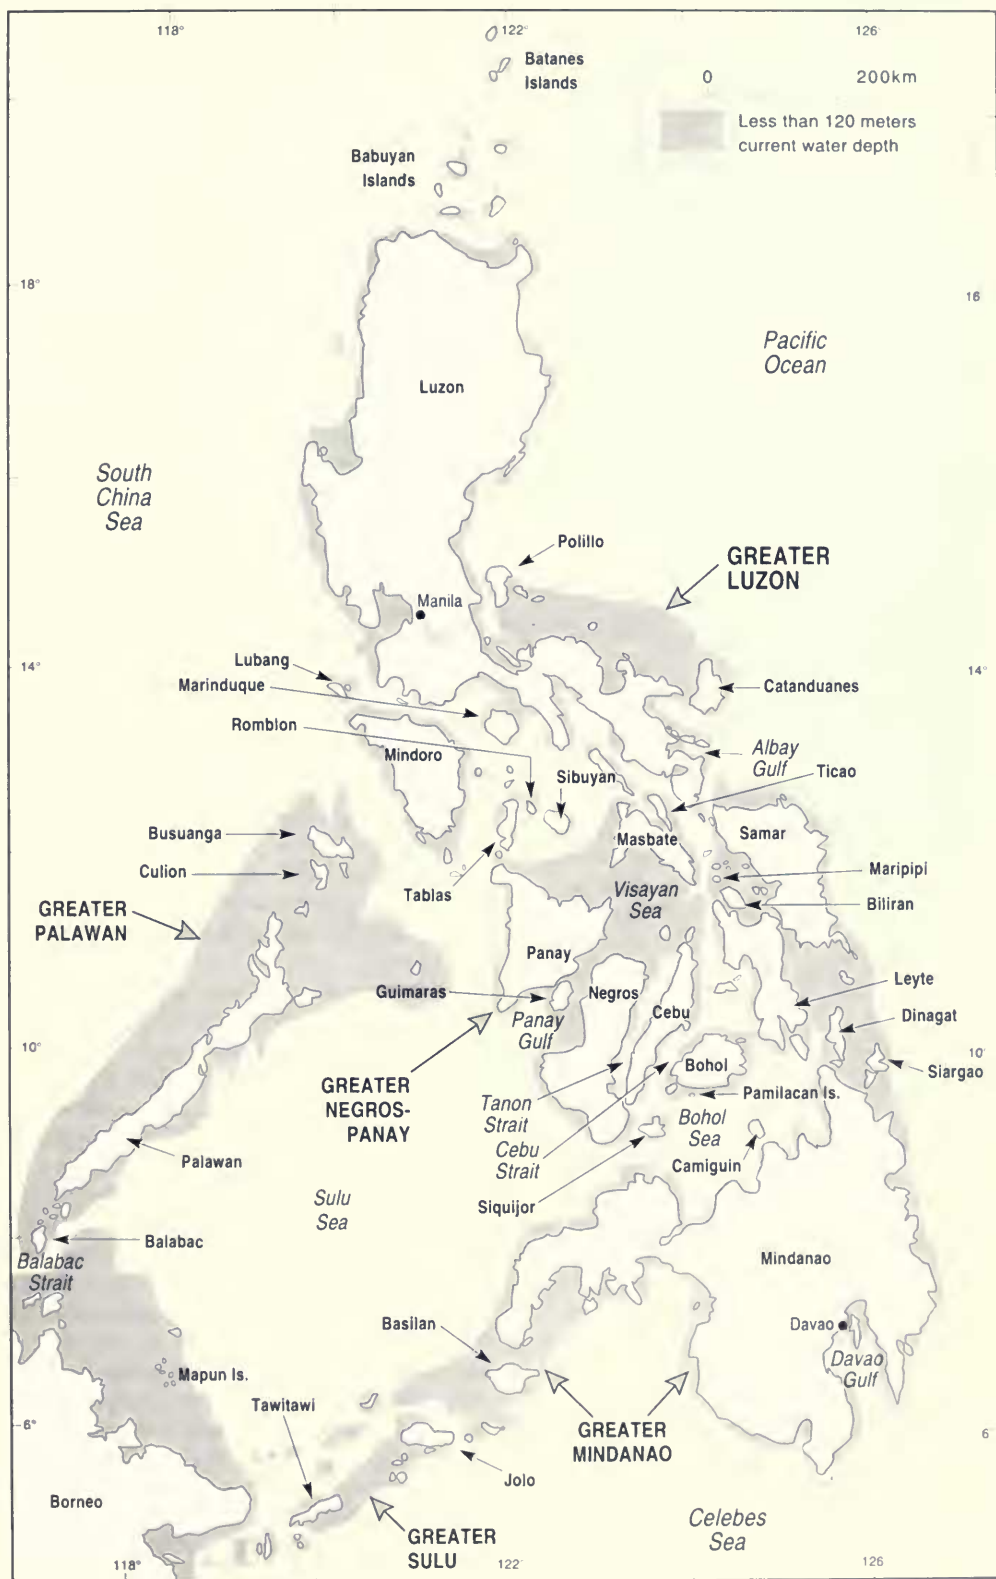 118°
122°
126°
Batanes
Islands
0 200km
Less than 120 meters
current water depth
Babuyan
Islands
18°
16
Pacific
Ocean
Luzon
South
China
Sea
Polillo
GREATER
LUZON
Manila
Lubang
14°
14°
Marinduque
Catanduanes
Romblon
Mindoro
Albay
Gulf
Sibuyan
Ticao
Busuanga
Masbate
Samar
Culion
Tablas
Maripipi
Visayan
Sea
Biliran
GREATER
PALAWAN
Panay
Guimaras
Negros
Leyte
Cebu
Dinagat
Panay
Gulf
10°
10°
Bohol
Siargao
GREATER
NEGROS-
PANAY
Pamilacan Is.
Tanon
Strait
Bohol
Sea
Cebu
Strait
Palawan
Camiguin
Siquijor
Sulu
Sea
Balabac
Balabac
Strait
Mindanao
Basilan
Davao
Mapun Is.
Davao
Gulf
Tawitawi
6°
GREATER
MINDANAO
6
Jolo
Borneo
Celebes
Sea
GREATER
SULU
118°
122°
126